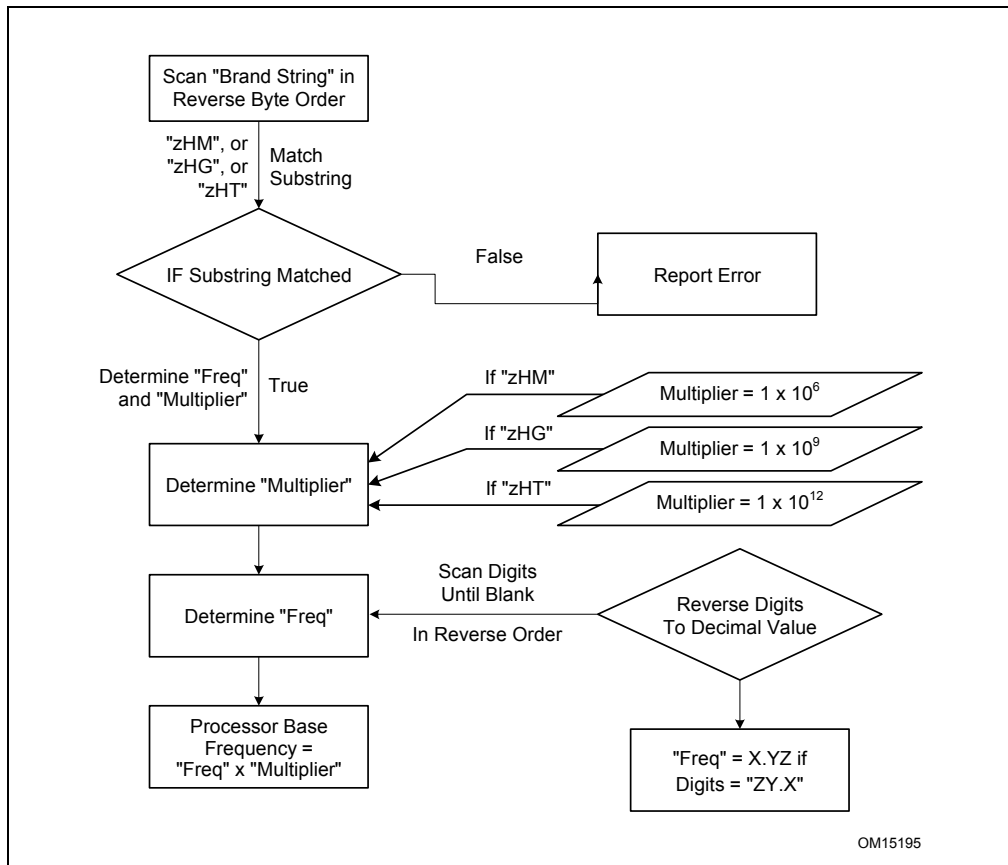 Scan "Brand String" in
Reverse Byte Order
"zHM", or
"zHG", or
"zHT"
Match
Substring
IF Substring Matched
False
Report Error
Determine "Freq"
and "Multiplier"
True
If "zHM"
Multiplier = 1 x 10⁶
If "zHG"
Multiplier = 1 x 10⁹
Determine "Multiplier"
If "zHT"
Multiplier = 1 x 10¹²
Scan Digits
Until Blank
In Reverse Order
Determine "Freq"
Reverse Digits
To Decimal Value
Processor Base
Frequency =
"Freq" x "Multiplier"
"Freq" = X.YZ if
Digits = "ZY.X"
OM15195